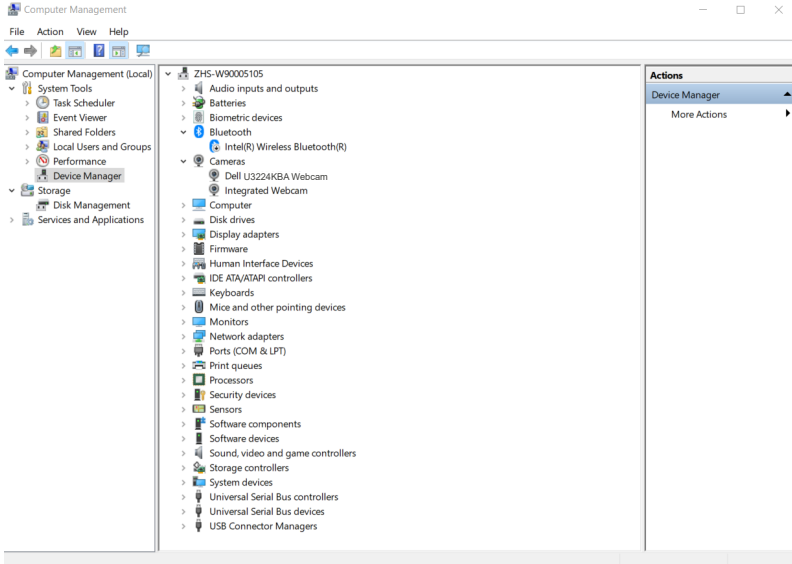 Computer Management
File Action View Help
Computer Management (Local)
System Tools
Task Scheduler
Event Viewer
Shared Folders
Local Users and Groups
Performance
Device Manager
Storage
Disk Management
Services and Applications
ZHS-W90005105
Audio inputs and outputs
Batteries
Biometric devices
Bluetooth
Intel(R) Wireless Bluetooth(R)
Cameras
Dell U3224KBA Webcam
Integrated Webcam
Computer
Disk drives
Display adapters
Firmware
Human Interface Devices
IDE ATA/ATAPI controllers
Keyboards
Mice and other pointing devices
Monitors
Network adapters
Ports (COM & LPT)
Print queues
Processors
Security devices
Sensors
Software components
Software devices
Sound, video and game controllers
Storage controllers
System devices
Universal Serial Bus controllers
Universal Serial Bus devices
USB Connector Managers
Actions
Device Manager
More Actions